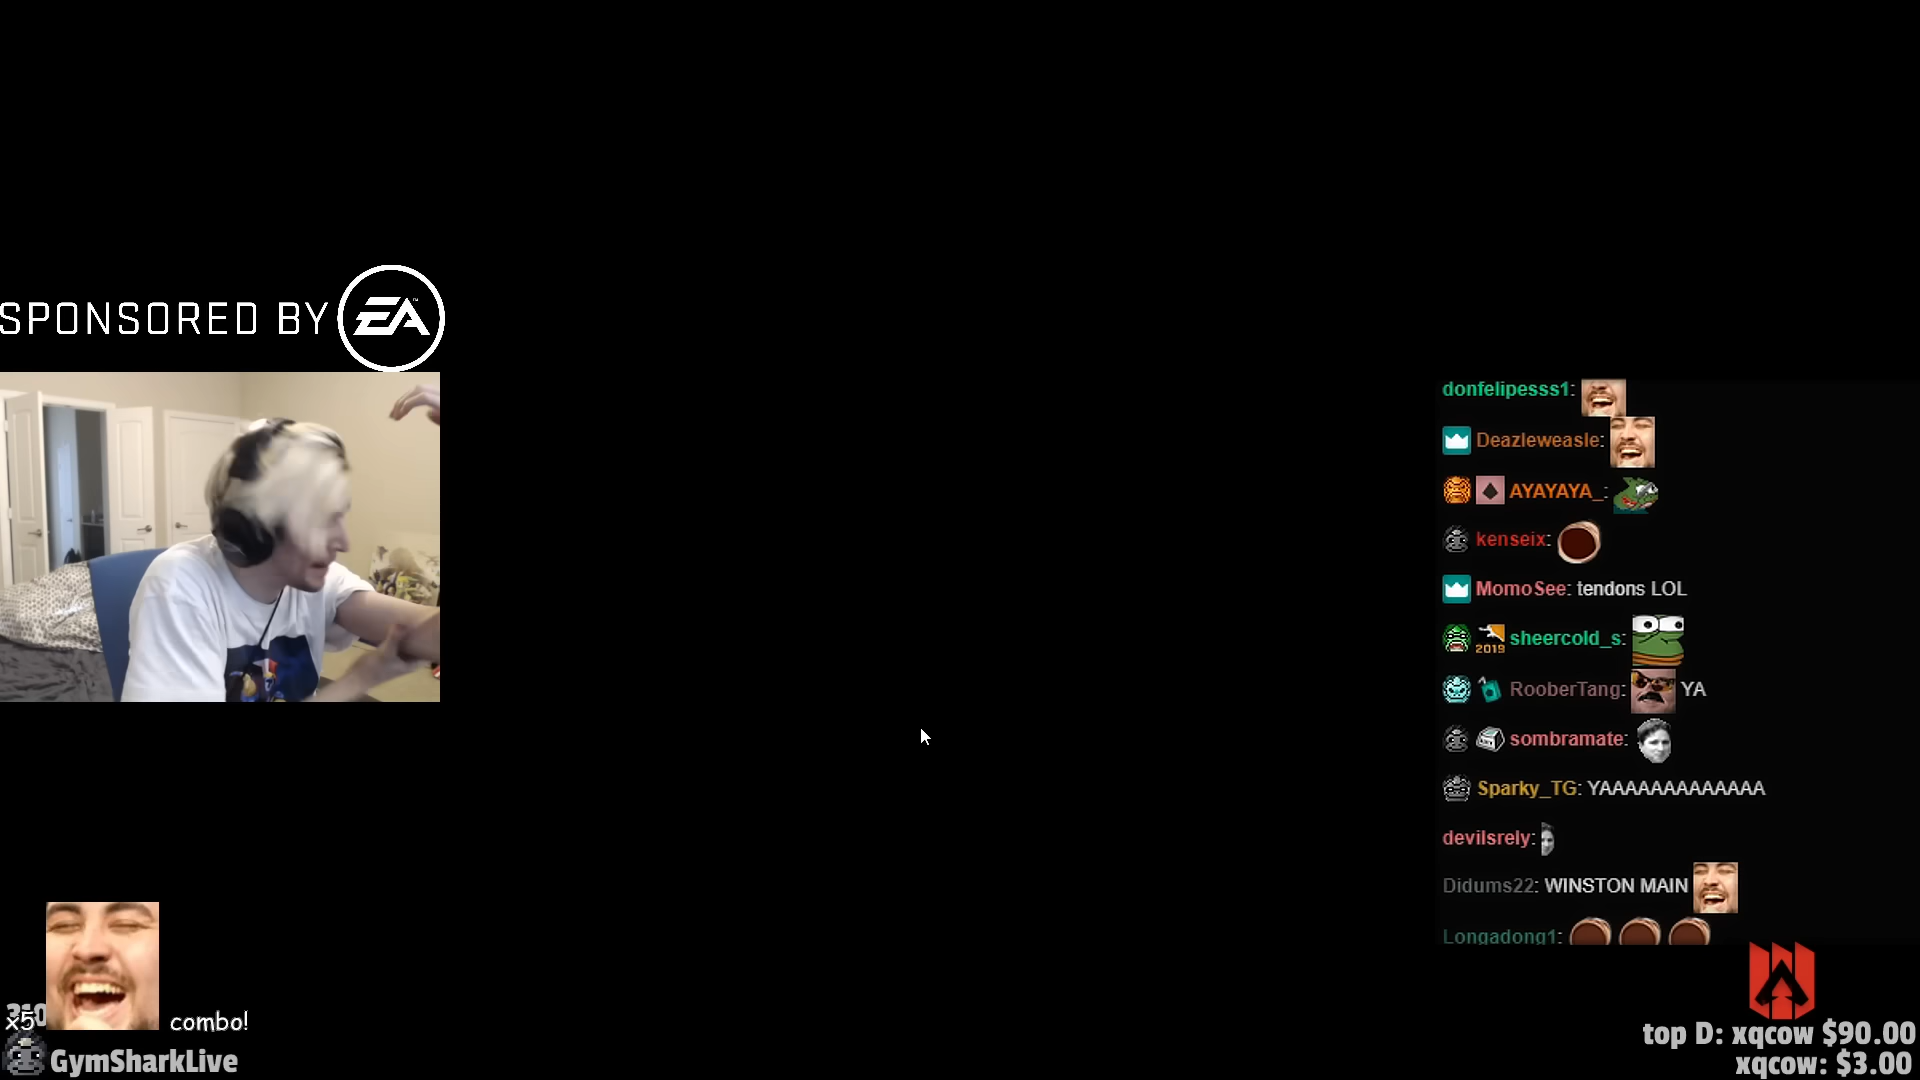 SPONSORED BY EA
donfelipesss1:
Deazleweasle:
AYAYAYA_:
kenseix:
MomoSee: tendons LOL
2019 sheercold_s:
RooberTang: YA
sombramate:
Sparky_TG: YAAAAAAAAAAAAA
devilsrely:
Didums22: WINSTON MAIN
Longadong1:
x5 combo!
GymSharkLive
top D: xqcow $90.00
xqcow: $3.00